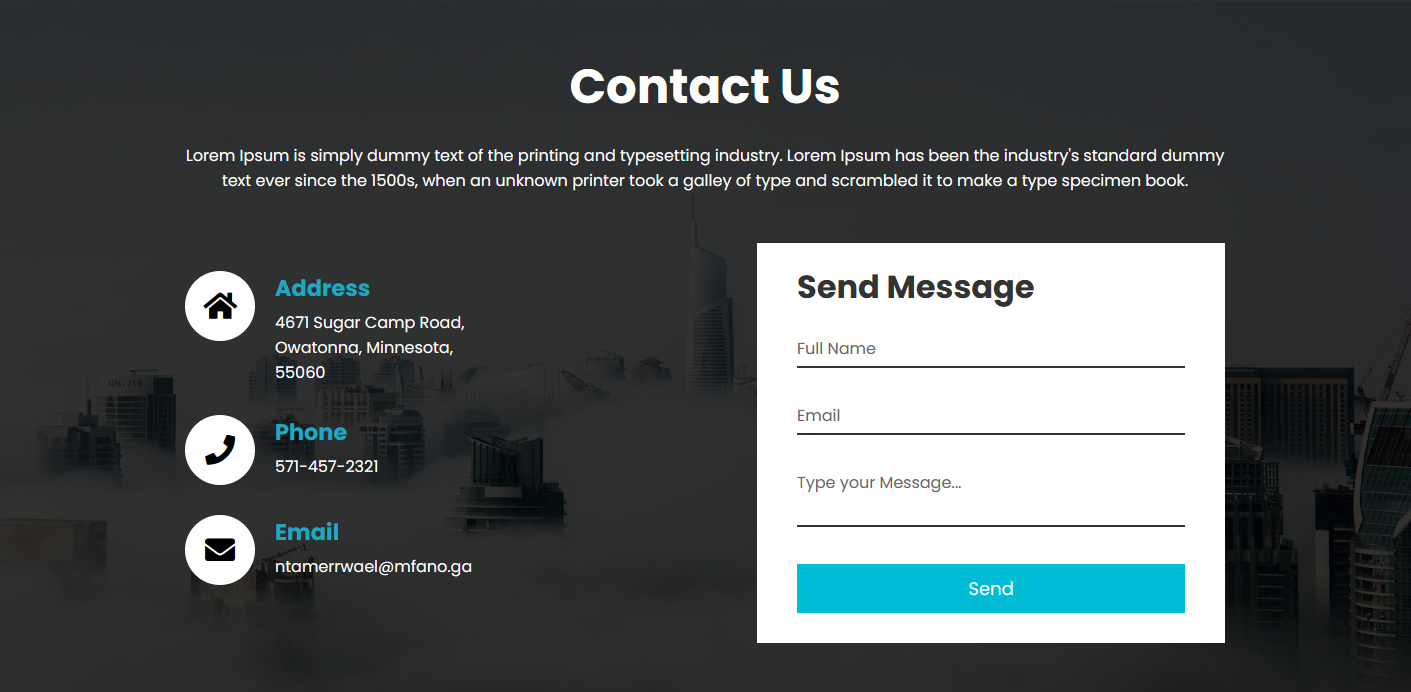 Contact Us
Lorem Ipsum is simply dummy text of the printing and typesetting industry. Lorem Ipsum has been the industry's standard dummy
text ever since the 1500s, when an unknown printer took a galley of type and scrambled it to make a type specimen book.
Address
4671 Sugar Camp Road,
Owatonna, Minnesota,
55060
Phone
571-457-2321
Email
ntamerrwael@mfano.ga
Send Message
Full Name
Email
Type your Message...
Send